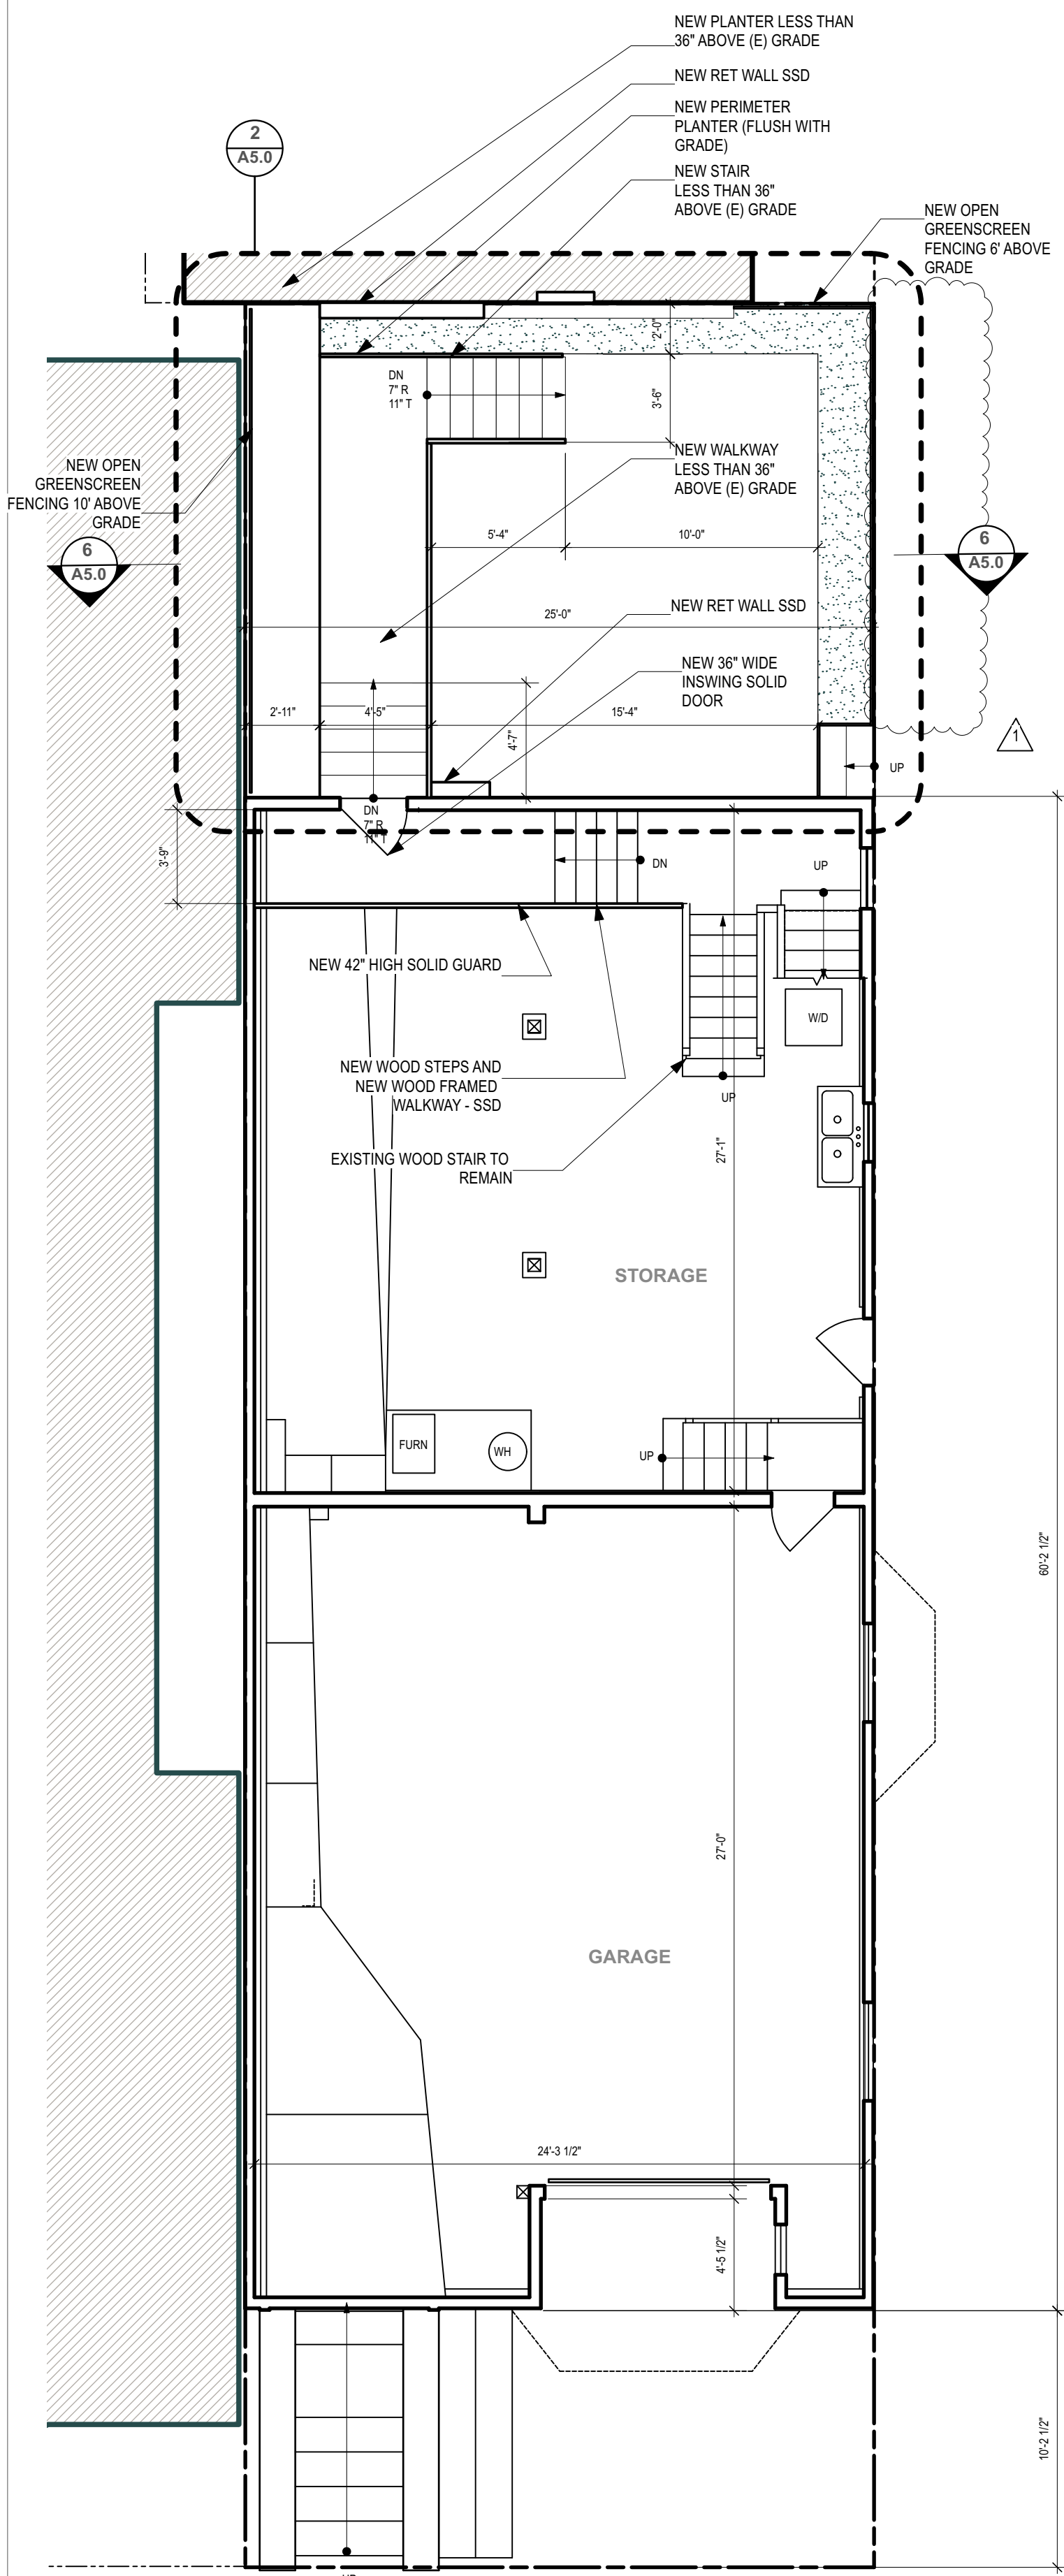 NEW PLANTER LESS THAN
36" ABOVE (E) GRADE
NEW RET WALL SSD
NEW PERIMETER
PLANTER (FLUSH WITH
GRADE)
NEW STAIR
LESS THAN 36"
ABOVE (E) GRADE
2
A5.0
NEW OPEN
GREENSCREEN
FENCING 6' ABOVE
GRADE
2'-0"
DN
7" R
11" T
3'-6"
NEW WALKWAY
LESS THAN 36"
ABOVE (E) GRADE
NEW OPEN
GREENSCREEN
FENCING 10' ABOVE
GRADE
6
A5.0
5'-4"
10'-0"
6
A5.0
25'-0"
NEW RET WALL SSD
NEW 36" WIDE
INSWING SOLID
DOOR
2'-11"
4'-5"
15'-4"
4'-7"
1
UP
DN
7" R
11" T
3'-9"
DN
UP
NEW 42" HIGH SOLID GUARD
W/D
NEW WOOD STEPS AND
NEW WOOD FRAMED
WALKWAY - SSD
UP
27'-1"
EXISTING WOOD STAIR TO
REMAIN
STORAGE
FURN
WH
UP
60'-2 1/2"
27'-0"
GARAGE
24'-3 1/2"
4'-5 1/2"
10'-2 1/2"